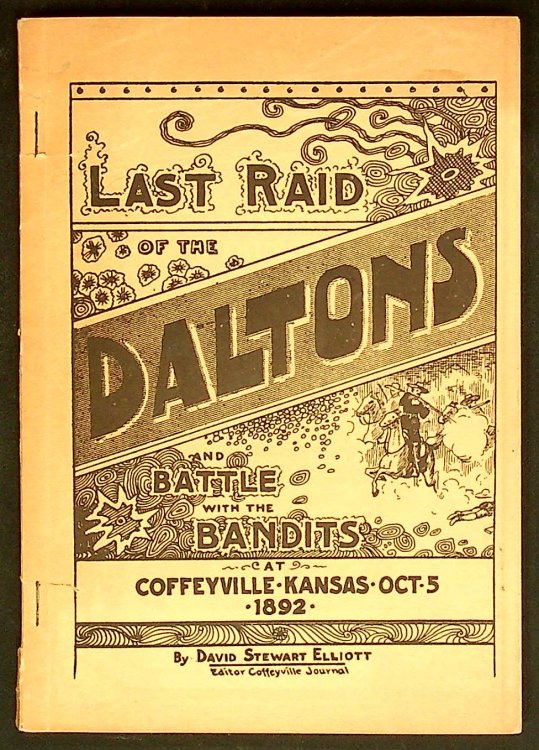 LAST RAID
OF THE
DALTONS
AND
BATTLE
WITH THE
BANDITS
AT
COFFEYVILLE · KANSAS · OCT · 5
· 1892 ·
By DAVID STEWART ELLIOTT
Editor Coffeyville Journal